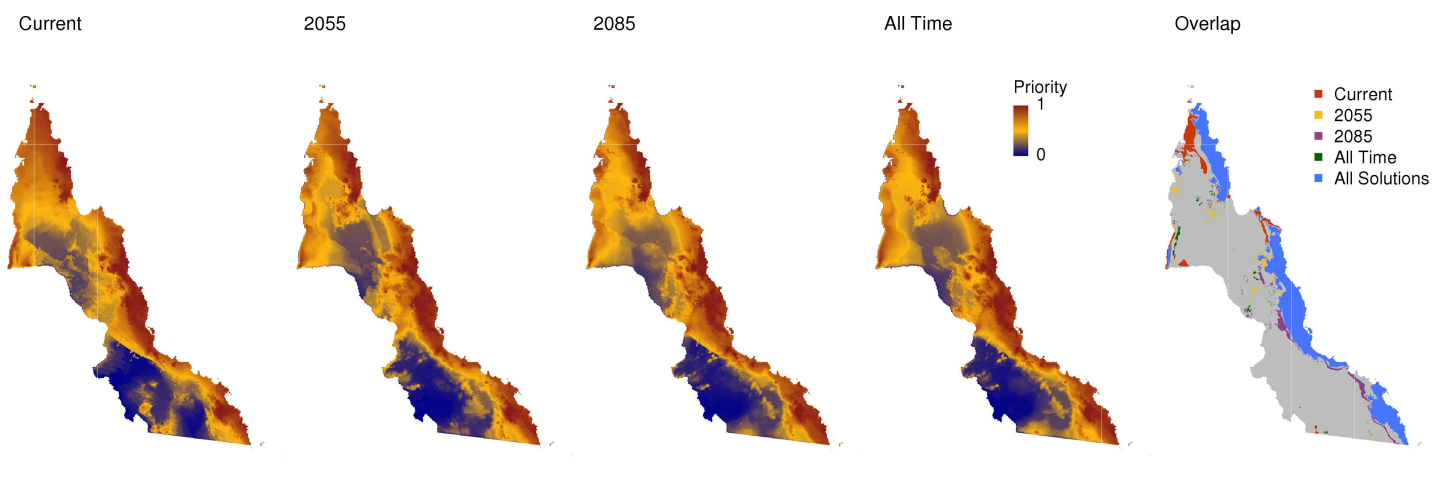 Current
2055
2085
All Time
Overlap
Priority
1
0
Current
2055
2085
All Time
All Solutions